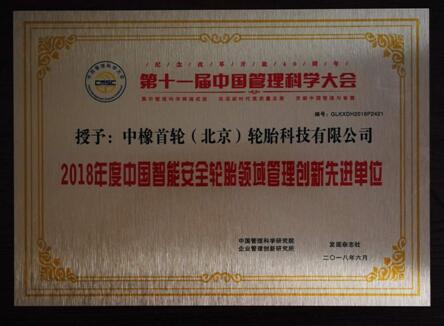 纪念改革开放40周年
第十一届中国管理科学大会
编号：GLKXDH2018P2421
授予：中橡首轮（北京）轮胎科技有限公司
2018年度中国智能安全轮胎领域管理创新先进单位
中国管理科学研究院
企业管理创新研究所
发现杂志社
二〇一八年六月